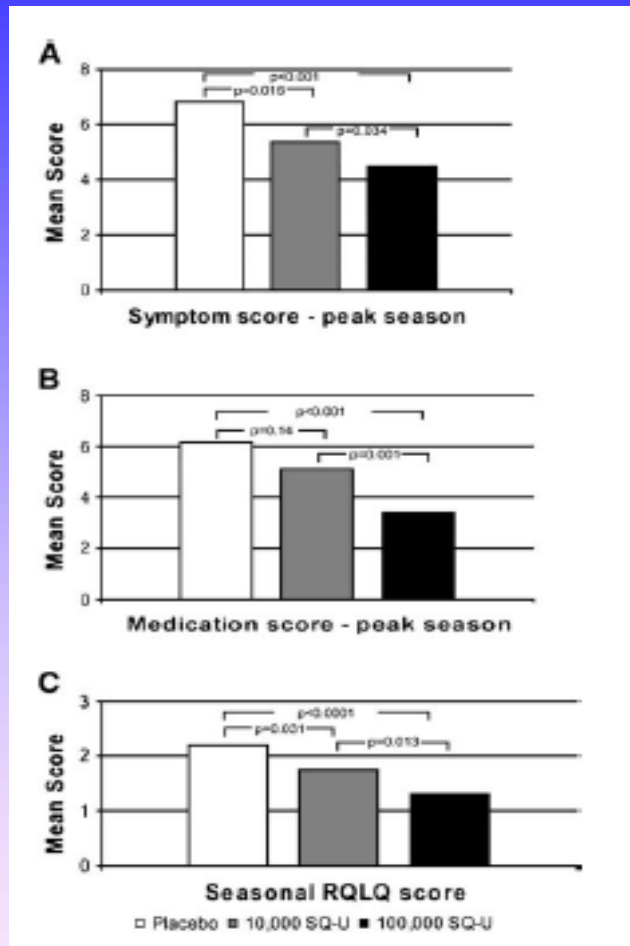 A
8
6
4
2
0
Mean Score
p<0.001
p=0.016
p=0.034
Symptom score - peak season
B
8
6
4
2
0
Mean Score
p<0.001
p=0.14
p=0.001
Medication score - peak season
C
3
2
1
0
Mean Score
p<0.0001
p=0.031
p=0.013
Seasonal RQLQ score
Placebo 10,000 SQ-U 100,000 SQ-U